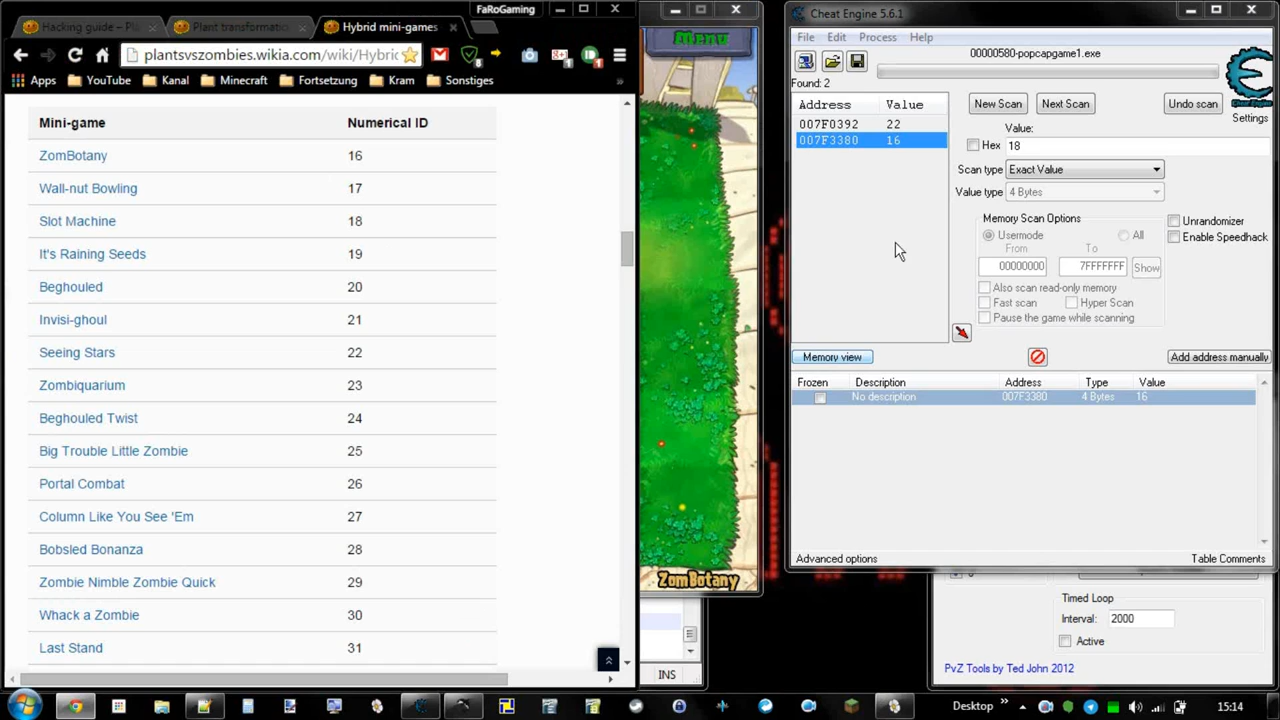 FaRoGaming
Hacking guide – Pl
Plant transformatio
Hybrid mini-games
plantsvszombies.wikia.com/wiki/Hybric
8
1
1
Apps YouTube Kanal Minecraft Fortsetzung Kram Sonstiges »
Mini-game Numerical ID
ZomBotany 16
Wall-nut Bowling 17
Slot Machine 18
It's Raining Seeds 19
Beghouled 20
Invisi-ghoul 21
Seeing Stars 22
Zombiquarium 23
Beghouled Twist 24
Big Trouble Little Zombie 25
Portal Combat 26
Column Like You See 'Em 27
Bobsled Bonanza 28
Zombie Nimble Zombie Quick 29
Whack a Zombie 30
Last Stand 31
Menu
ZomBotany
INS
Cheat Engine 5.6.1
File Edit Process Help
00000580-popcapgame1.exe
Found: 2
Address Value
007F0392 22
007F3380 16
New Scan Next Scan Undo scan
Cheat Engine
Settings
Value:
Hex 18
Scan type Exact Value
Value type 4 Bytes
Memory Scan Options
Usermode All
From To
00000000 7FFFFFFF Show
Also scan read-only memory
Fast scan Hyper Scan
Pause the game while scanning
Unrandomizer
Enable Speedhack
Memory view Add address manually
Frozen Description Address Type Value
No description 007F3380 4 Bytes 16
Advanced options Table Comments
Timed Loop
Interval: 2000
Active
PvZ Tools by Ted John 2012
Desktop » 15:14